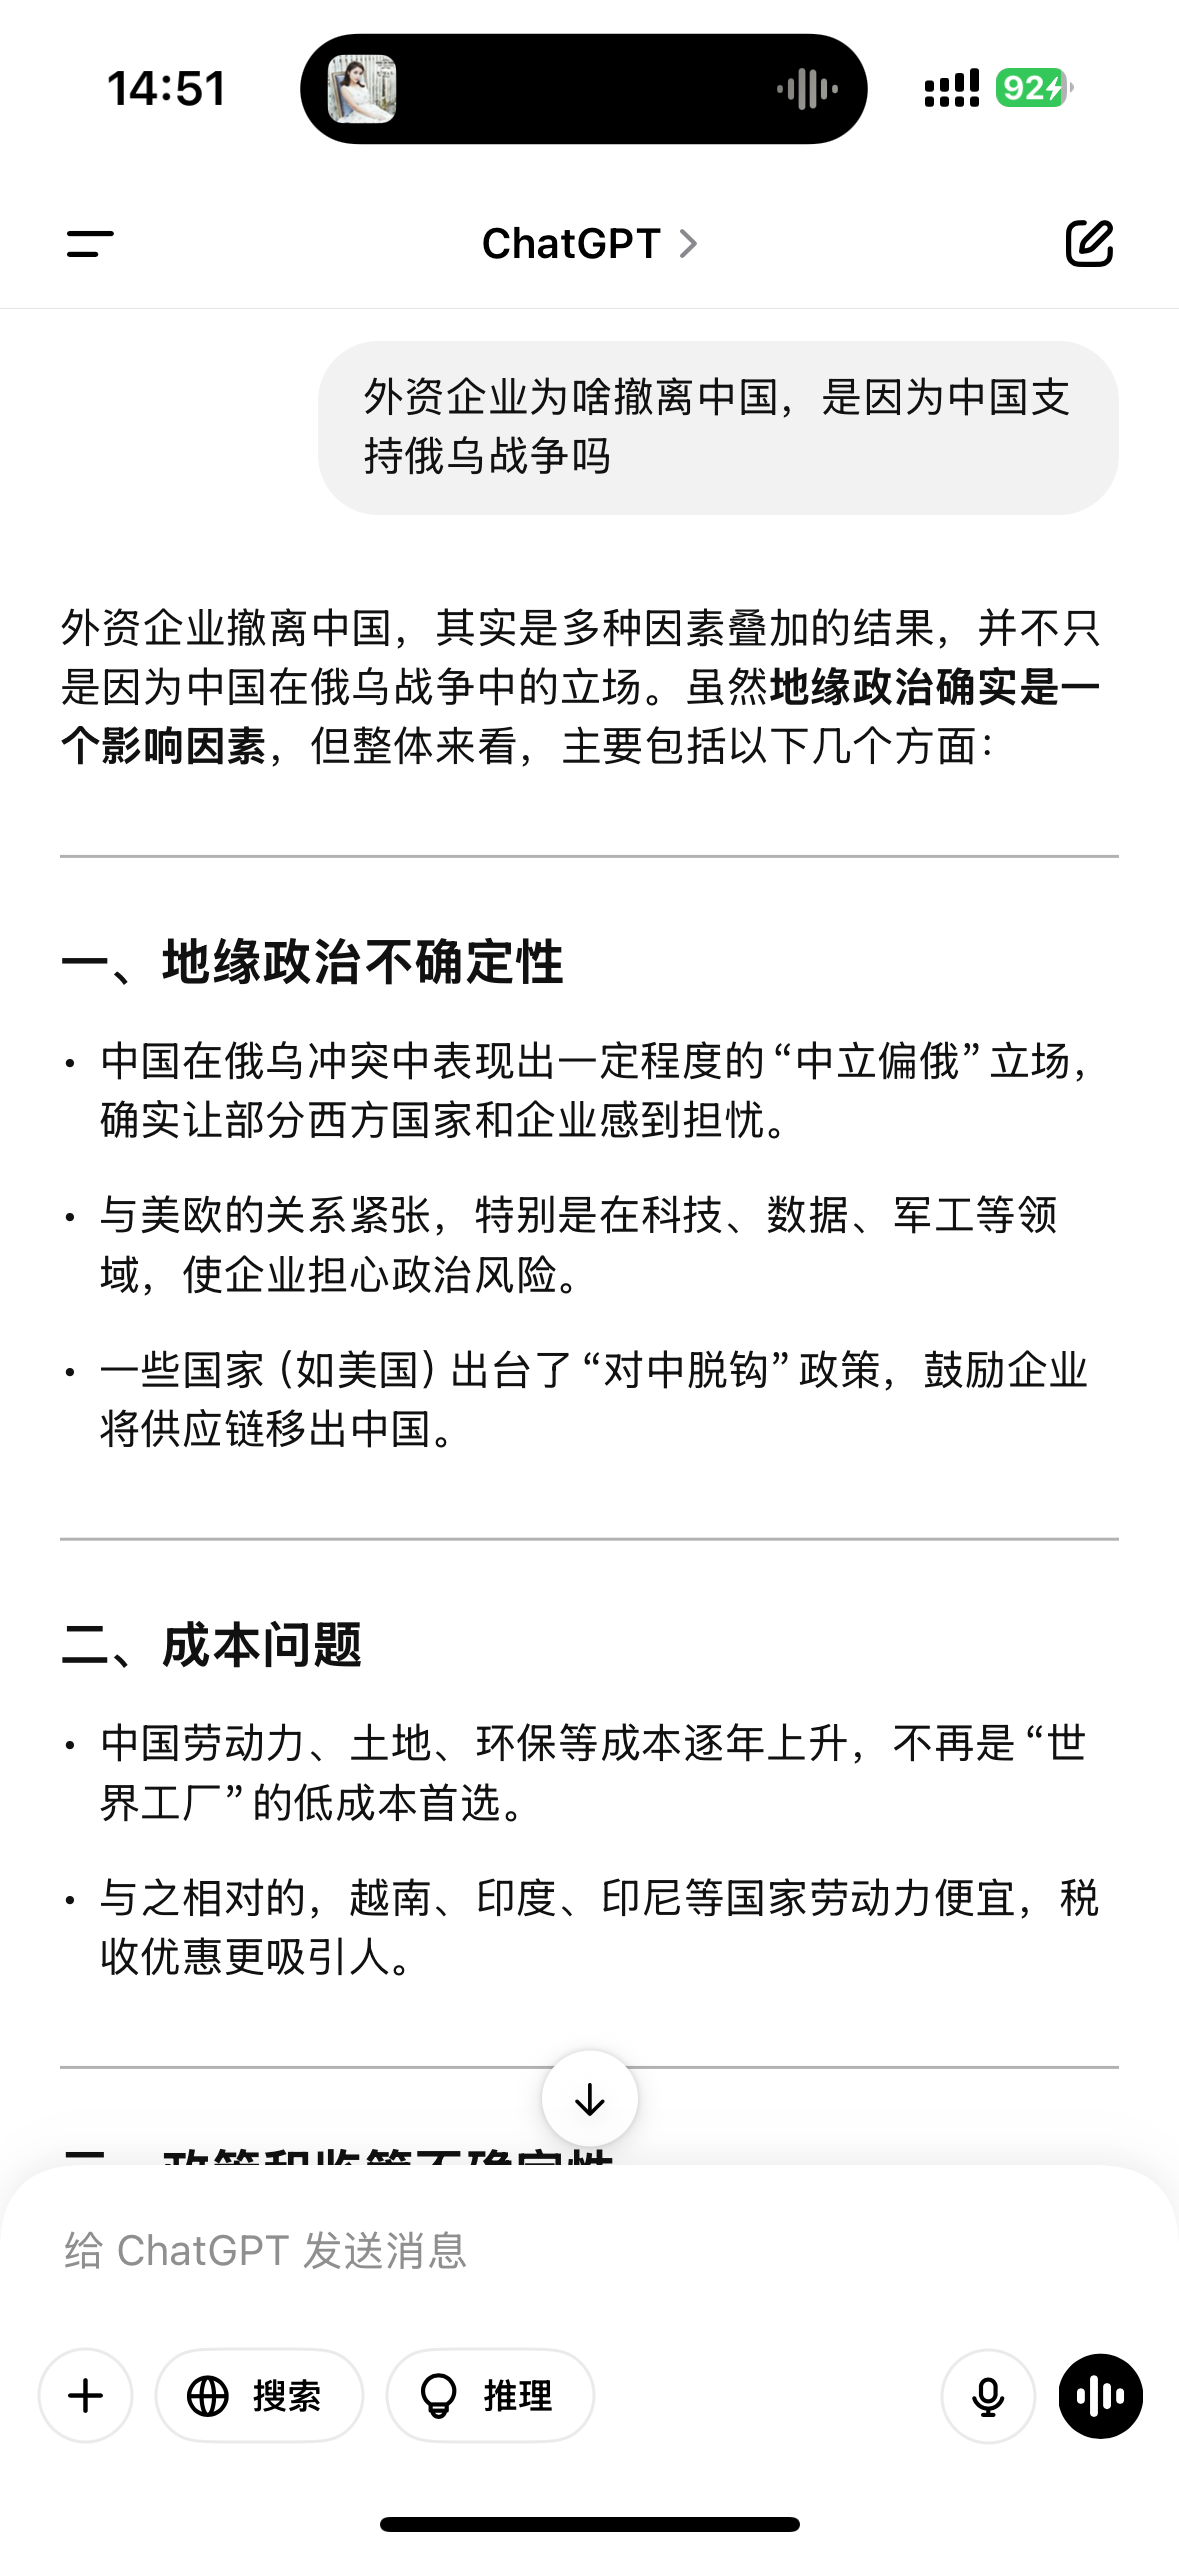 14:51
92
ChatGPT
外资企业为啥撤离中国，是因为中国支
持俄乌战争吗
外资企业撤离中国，其实是多种因素叠加的结果，并不只
是因为中国在俄乌战争中的立场。虽然地缘政治确实是一
个影响因素，但整体来看，主要包括以下几个方面：
一、地缘政治不确定性
• 中国在俄乌冲突中表现出一定程度的“中立偏俄”立场，
确实让部分西方国家和企业感到担忧。
• 与美欧的关系紧张，特别是在科技、数据、军工等领
域，使企业担心政治风险。
• 一些国家（如美国）出台了“对中脱钩”政策，鼓励企业
将供应链移出中国。
二、成本问题
• 中国劳动力、土地、环保等成本逐年上升，不再是“世
界工厂”的低成本首选。
• 与之相对的，越南、印度、印尼等国家劳动力便宜，税
收优惠更吸引人。
三、政策和监管不确定性
给 ChatGPT 发送消息
搜索
推理